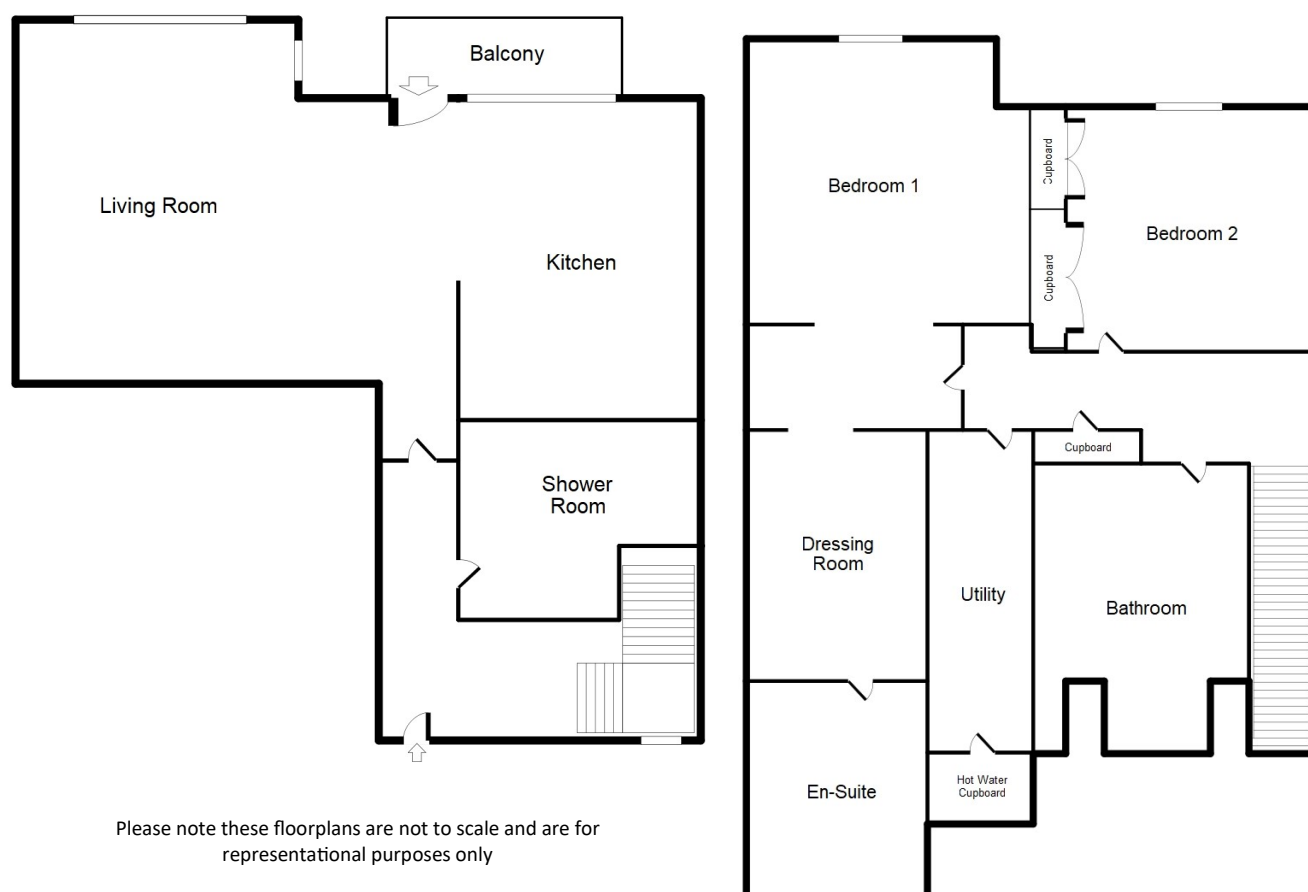 Balcony
Living Room
Kitchen
Shower
Room
Please note these floorplans are not to scale and are for
representational purposes only
Bedroom 1
Cupboard
Cupboard
Bedroom 2
Cupboard
Dressing
Room
Utility
Bathroom
En-Suite
Hot Water
Cupboard